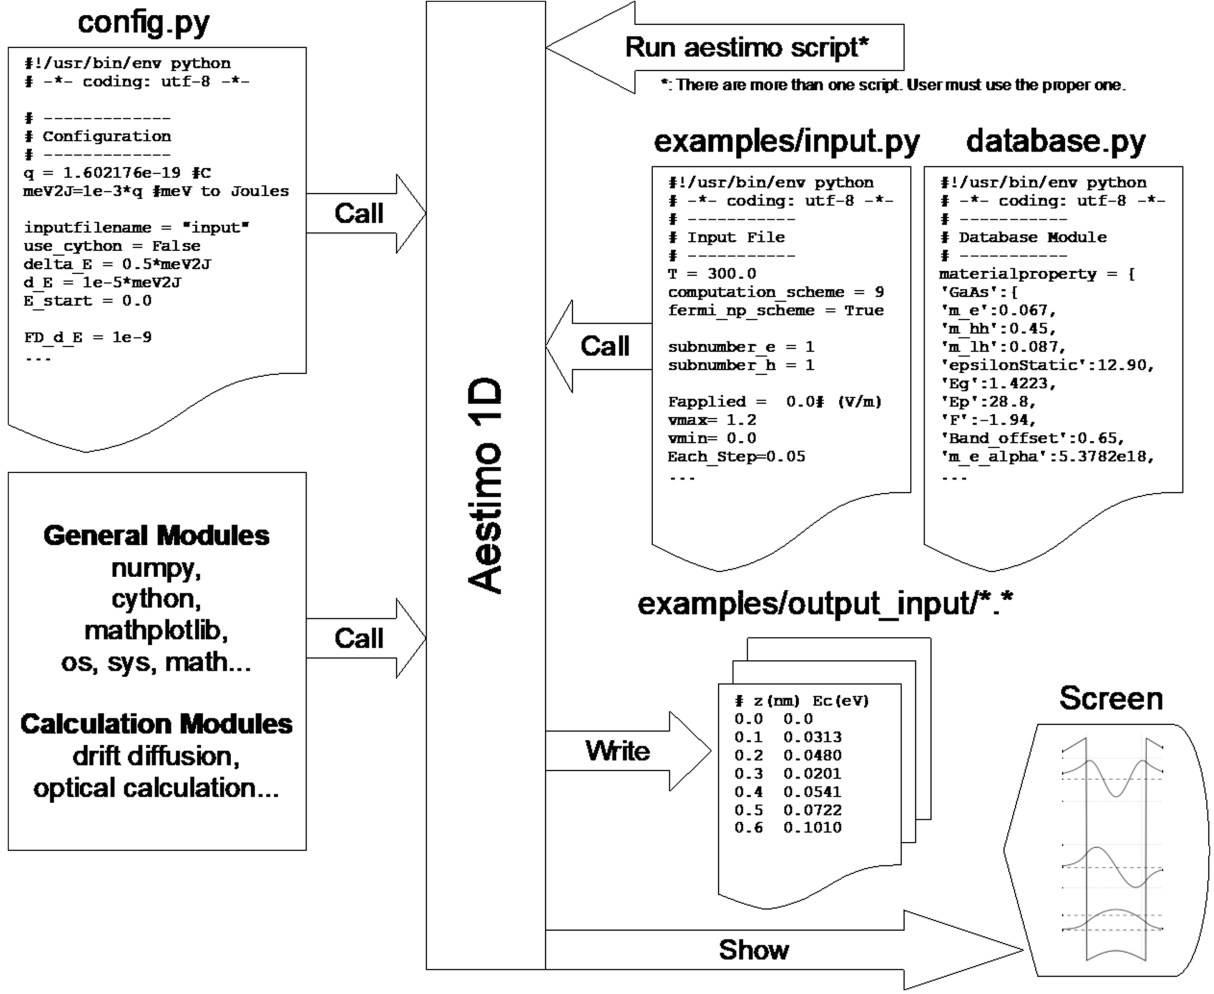 config.py
#!/usr/bin/env python
# -*- coding: utf-8 -*-
# -------------
# Configuration
# -------------
q = 1.602176e-19 #C
meV2J=1e-3*q #meV to Joules
inputfilename = "input"
use_cython = False
delta_E = 0.5*meV2J
d_E = 1e-5*meV2J
E_start = 0.0
FD_d_E = 1e-9
---
Call
General Modules
numpy,
cython,
mathplotlib,
os, sys, math...
Calculation Modules
drift diffusion,
optical calculation...
Call
Aestimo 1D
Run aestimo script*
*: There are more than one script. User must use the proper one.
examples/input.py
#!/usr/bin/env python
# -*- coding: utf-8 -*-
# -----------
# Input File
# -----------
T = 300.0
computation_scheme = 9
fermi_np_scheme = True
subnumber_e = 1
subnumber_h = 1
Fapplied =  0.0# (V/m)
vmax= 1.2
vmin= 0.0
Each_Step=0.05
---
Call
database.py
#!/usr/bin/env python
# -*- coding: utf-8 -*-
# -----------
# Database Module
# -----------
materialproperty = {
'GaAs':{
'm_e':0.067,
'm_hh':0.45,
'm_lh':0.087,
'epsilonStatic':12.90,
'Eg':1.4223,
'Ep':28.8,
'F':-1.94,
'Band_offset':0.65,
'm_e_alpha':5.3782e18,
---
examples/output_input/*.*
# z(nm) Ec(eV)
0.0 0.0
0.1 0.0313
0.2 0.0480
0.3 0.0201
0.4 0.0541
0.5 0.0722
0.6 0.1010
Write
Screen
Show